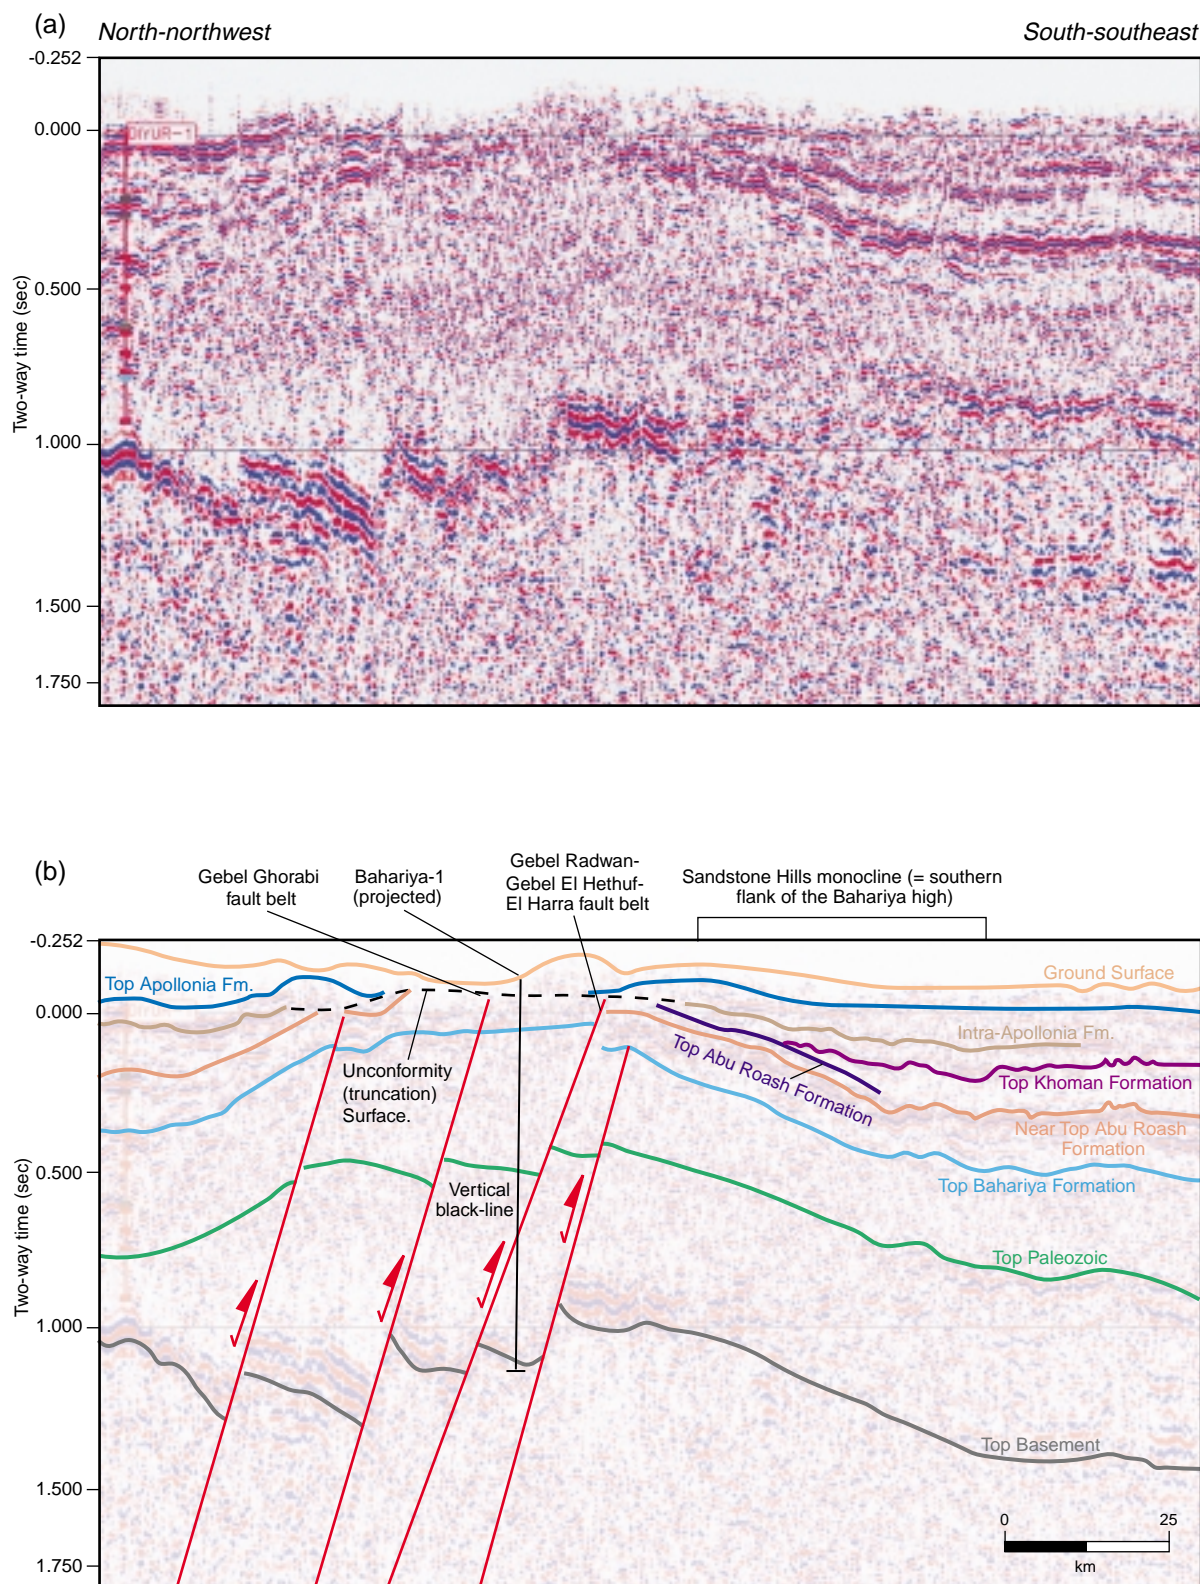 (a)
North-northwest
South-southeast
-0.252
0.000
DIYUR-1
0.500
1.000
1.500
1.750
Two-way time (sec)
(b)
Gebel Ghorabi
fault belt
Bahariya-1
(projected)
Gebel Radwan-
Gebel El Hethuf-
El Harra fault belt
Sandstone Hills monocline (= southern
flank of the Bahariya high)
-0.252
0.000
0.500
1.000
1.500
1.750
Two-way time (sec)
Top Apollonia Fm.
Ground Surface
Intra-Apollonia Fm.
Unconformity
(truncation)
Surface.
Top Abu Roash
Formation
Top Khoman Formation
Near Top Abu Roash
Formation
Top Bahariya Formation
Vertical
black-line
Top Paleozoic
Top Basement
0
25
km